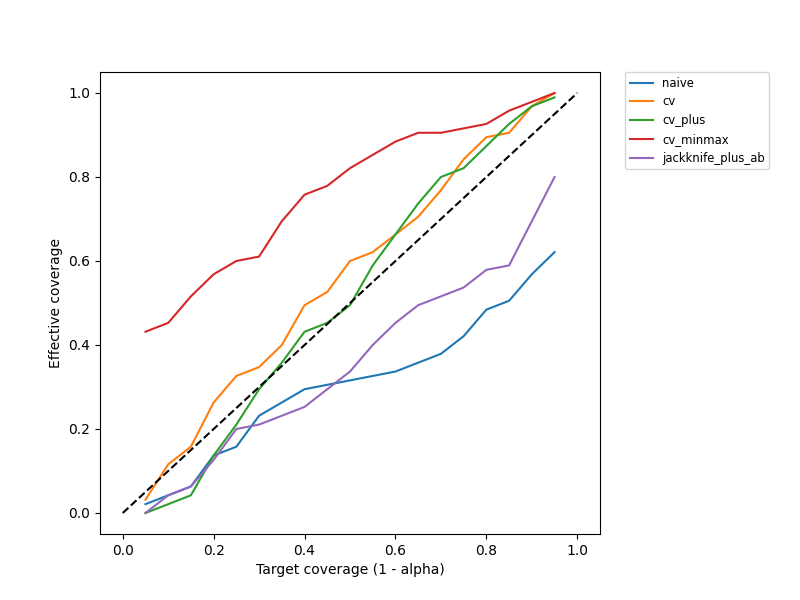 1.0
0.8
0.6
0.4
0.2
0.0
Effective coverage
0.0 0.2 0.4 0.6 0.8 1.0
Target coverage (1 - alpha)
naive
cv
cv_plus
cv_minmax
jackknife_plus_ab